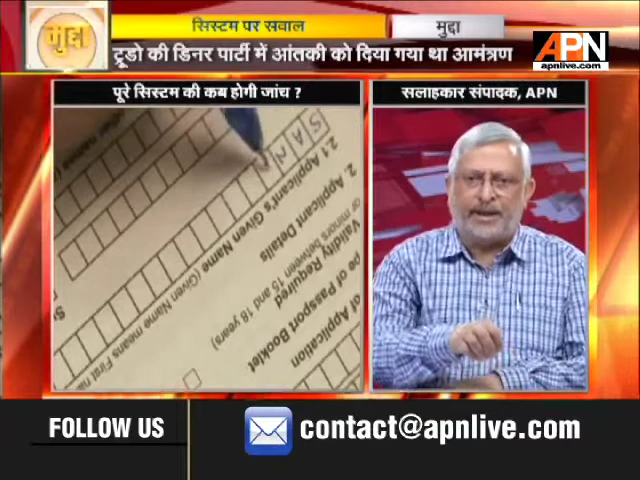 मुद्दा
सिस्टम पर सवाल
मुद्दा
ट्रूडो की डिनर पार्टी में आंतकी को दिया गया था आमंत्रण
APN
apnlive.com
पूरे सिस्टम की कब होगी जांच ?
सलाहकार संपादक, APN
SAN
2.1 Applicant's Given Name (Given Name means First
2. Applicant Details
or minors between 15 and 18 years)
Validity Required
pe of Passport Booklet
of Application
FOLLOW US
contact@apnlive.com